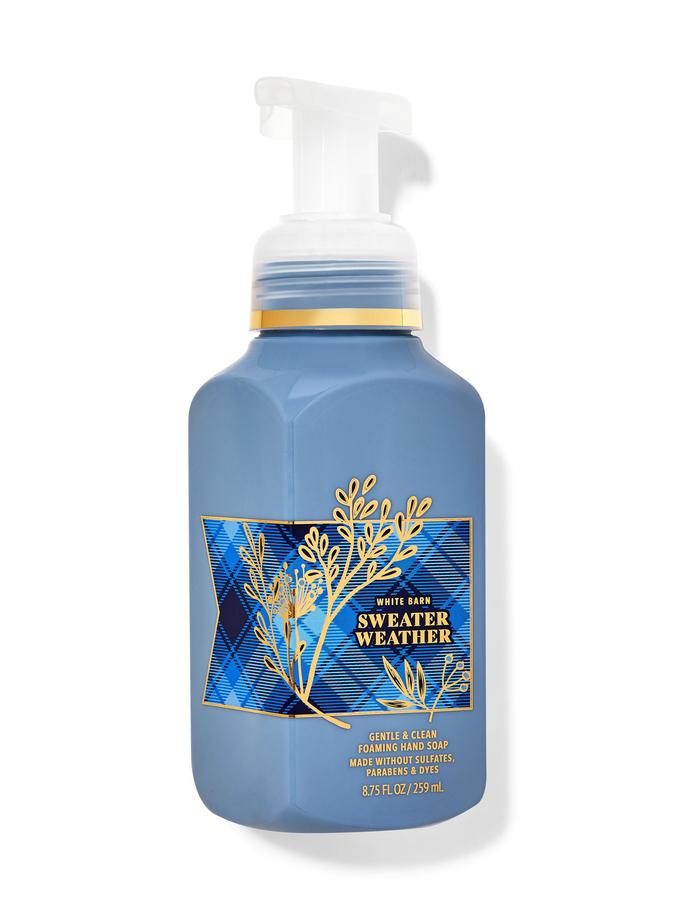 WHITE BARN
SWEATER
WEATHER
GENTLE & CLEAN
FOAMING HAND SOAP
MADE WITHOUT SULFATES,
PARABENS & DYES
8.75 FL OZ / 259 mL